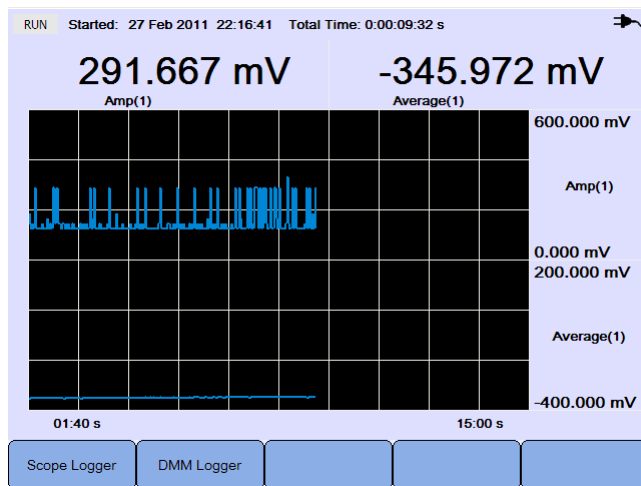 RUN Started: 27 Feb 2011 22:16:41 Total Time: 0:00:09:32 s
291.667 mV -345.972 mV
Amp(1) Average(1)
600.000 mV
Amp(1)
0.000 mV
200.000 mV
Average(1)
-400.000 mV
01:40 s 15:00 s
Scope Logger DMM Logger